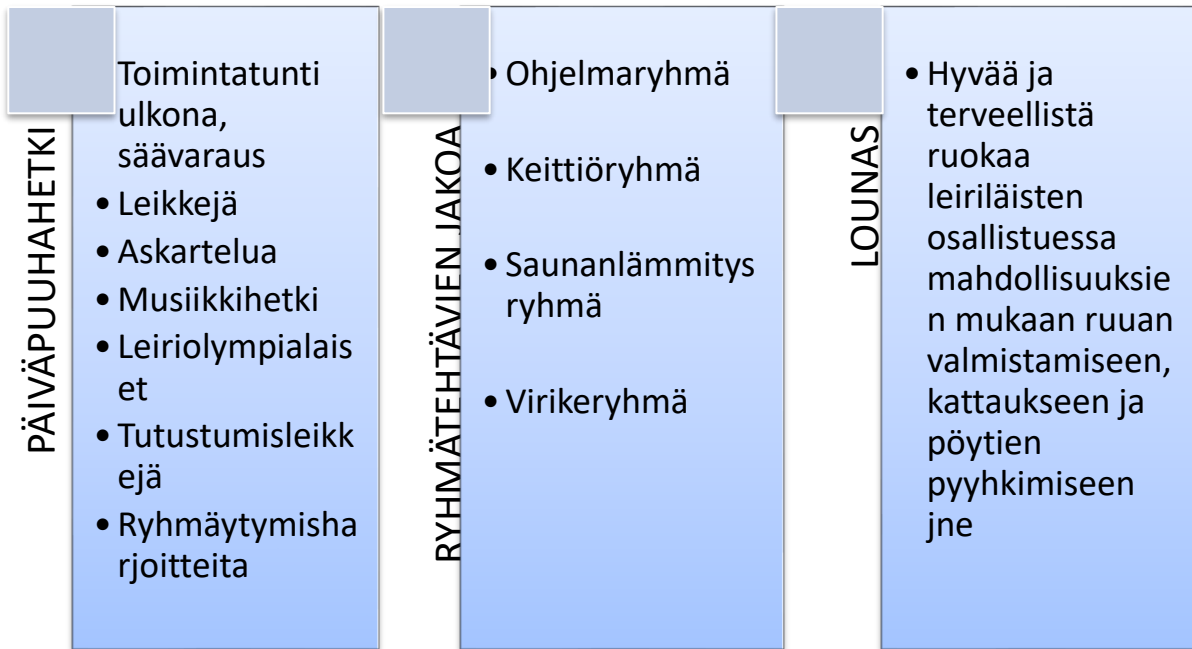 PÄIVÄPUUHAHETKI
Toimintatunti
ulkona,
säävaraus
• Leikkejä
• Askartelua
• Musiikkihetki
• Leiriolympialais
et
• Tutustumisleikk
ejä
• Ryhmäytymisha
rjoitteita
RYHMÄTEHTÄVIEN JAKOA
• Ohjelmaryhmä
• Keittiöryhmä
• Saunanlämmitys
ryhmä
• Virikeryhmä
LOUNAS
• Hyvää ja
terveellistä
ruokaa
leiriläisten
osallistuessa
mahdollisuuksie
n mukaan ruuan
valmistamiseen,
kattaukseen ja
pöytien
pyyhkimiseen
jne